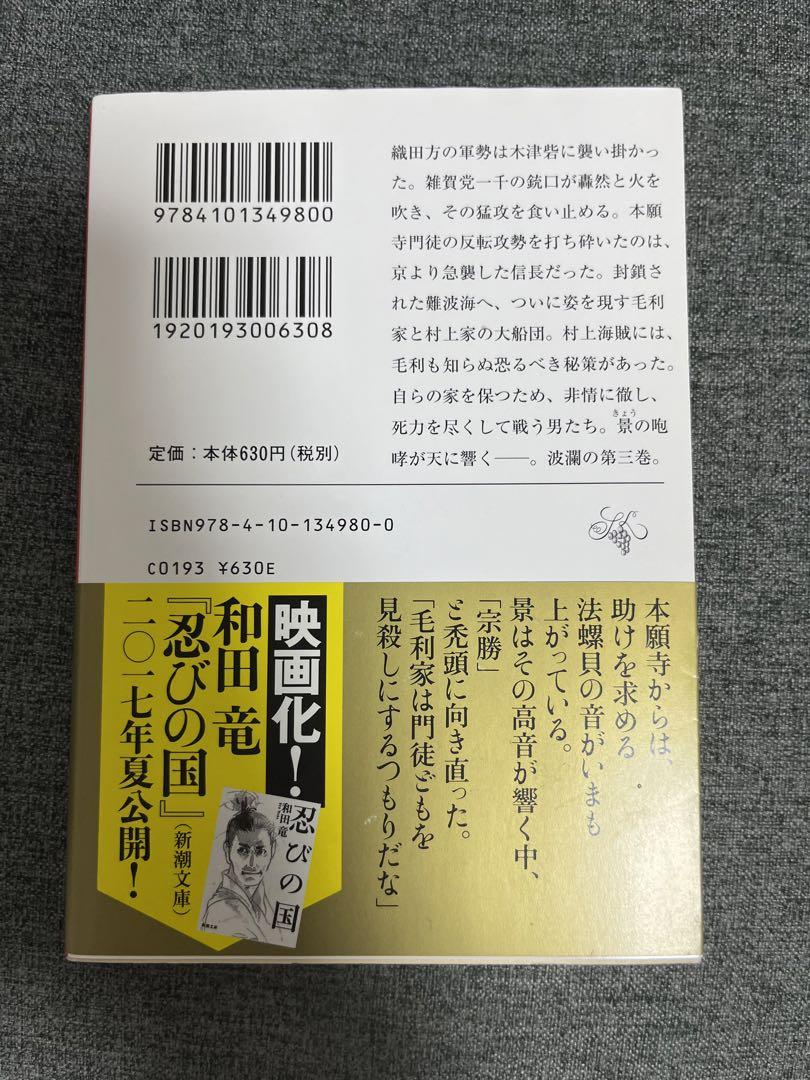 9784101349800
1920193006308
定価：本体630円（税別）
織田方の軍勢は木津砦に襲い掛かっ
た。雑賀党一千の銃口が轟然と火を
吹き、その猛攻を食い止める。本願
寺門徒の反転攻勢を打ち砕いたのは、
京より急襲した信長だった。封鎖さ
れた難波海へ、ついに姿を現す毛利
家と村上家の大船団。村上海賊には、
毛利も知らぬ恐るべき秘策があった。
自らの家を保つため、非情に徹し、
死力を尽くして戦う男たち。景の咆
きょう
哮が天に響く――。波瀾の第三巻。
ISBN978-4-10-134980-0
C0193 ¥630E
本願寺からは、
助けを求める
法螺貝の音がいまも
上がっている。
景はその高音が響く中、
「宗勝」
と禿頭に向き直った。
「毛利家は門徒どもを
見殺しにするつもりだな」
映画化！
和田 竜
『忍びの国』（新潮文庫）
二〇一七年夏公開！
忍びの国
和田竜
新潮文庫